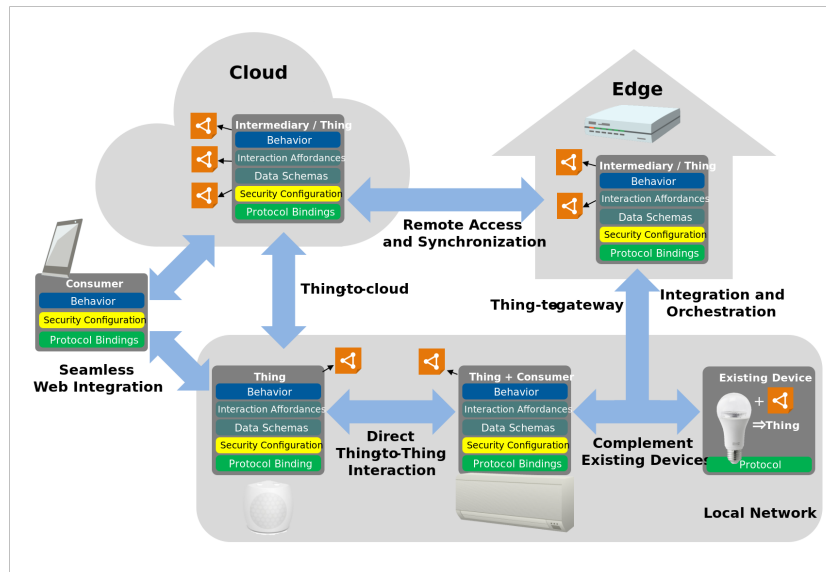 Cloud
Intermediary / Thing
Behavior
Interaction Affordances
Data Schemas
Security Configuration
Protocol Bindings
Edge
Intermediary / Thing
Behavior
Interaction Affordances
Data Schemas
Security Configuration
Protocol Bindings
Remote Access
and Synchronization
Consumer
Behavior
Security Configuration
Protocol Bindings
Thing-to-cloud
Thing-to-gateway
Integration and
Orchestration
Seamless
Web Integration
Thing
Behavior
Interaction Affordances
Data Schemas
Security Configuration
Protocol Binding
Direct
Thing-to-Thing
Interaction
Thing + Consumer
Behavior
Interaction Affordances
Data Schemas
Security Configuration
Protocol Bindings
Complement
Existing Devices
Existing Device
+
⇒Thing
Protocol
Local Network